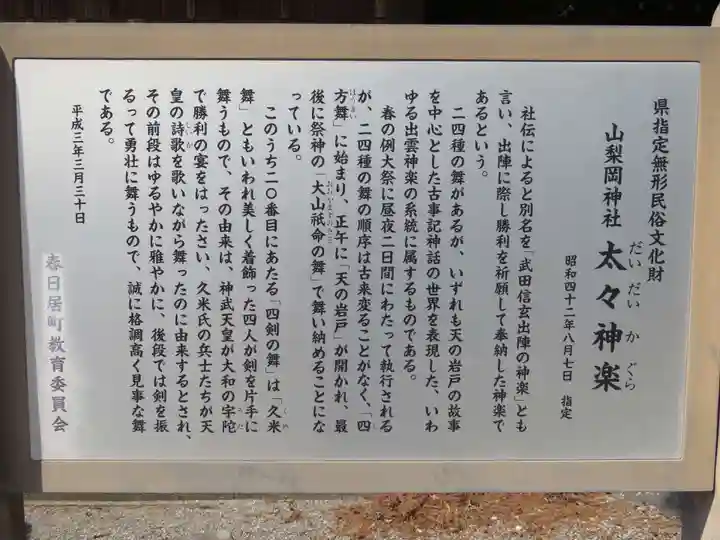 県指定無形民俗文化財
山梨岡神社 太々神楽
だい だい か ぐら
昭和四十二年八月七日 指定
社伝によると別名を「武田信玄出陣の神楽」とも
言い、出陣に際し勝利を祈願して奉納した神楽で
あるという。
二四種の舞があるが、いずれも天の岩戸の故事
を中心とした古事記神話の世界を表現した、いわ
ゆる出雲神楽の系統に属するものである。
春の例大祭に昼夜二日間にわたって執行される
が、二四種の舞の順序は古来変ることがなく、「四
方舞」に始まり、正午に「天の岩戸」が開かれ、最
後に祭神の「大山祇命の舞」で舞い納めることにな
っている。
このうち二〇番目にあたる「四剣の舞」は「久米
舞」ともいわれ美しく着飾った四人が剣を片手に
舞うもので、その由来は、神武天皇が大和の宇陀
で勝利の宴をはったさい、久米氏の兵士たちが天
皇の詩歌を歌いながら舞ったのに由来するとされ、
その前段はゆるやかに雅やかに、後段では剣を振
るって勇壮に舞うもので、誠に格調高く見事な舞
である。
平成三年三月三十日
春日居町教育委員会